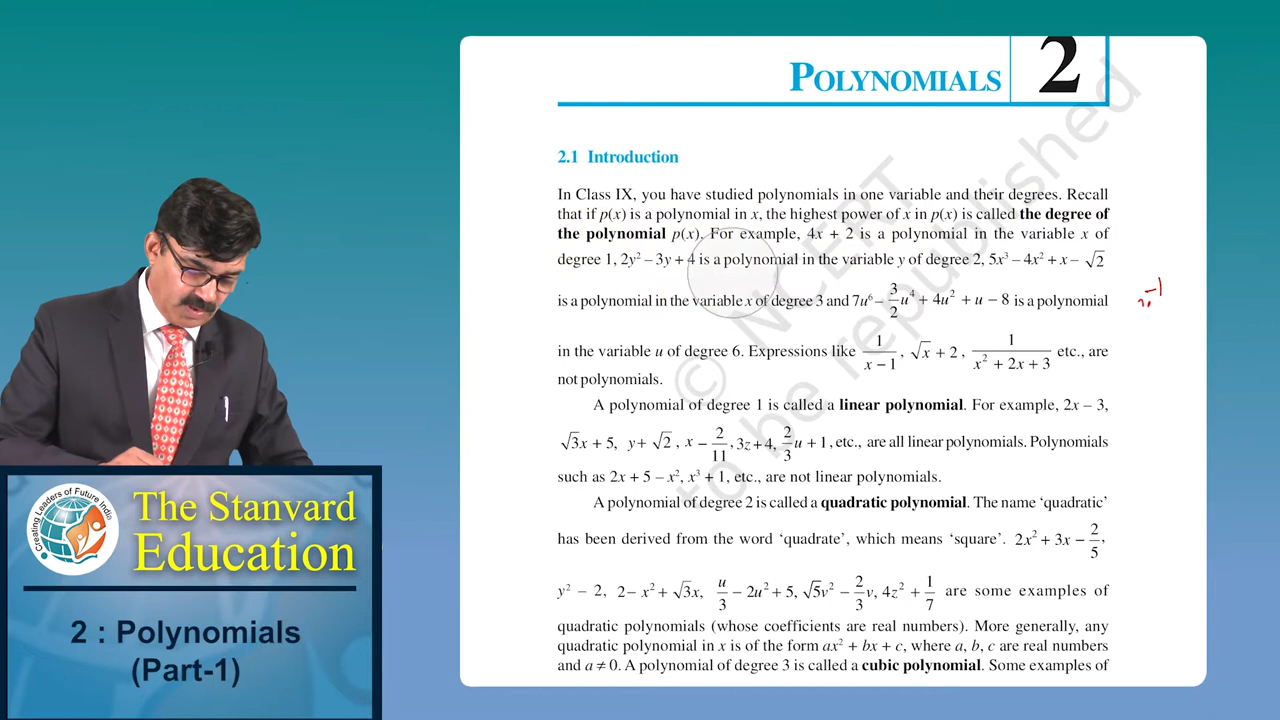 POLYNOMIALS 2
2.1 Introduction
In Class IX, you have studied polynomials in one variable and their degrees. Recall
that if p(x) is a polynomial in x, the highest power of x in p(x) is called the degree of
the polynomial p(x). For example, 4x + 2 is a polynomial in the variable x of
degree 1, 2y² – 3y + 4 is a polynomial in the variable y of degree 2, 5x³ – 4x² + x – √2
is a polynomial in the variable x of degree 3 and 7u⁶ – 3/2 u⁴ + 4u² + u – 8 is a polynomial
in the variable u of degree 6. Expressions like 1/(x – 1), √x + 2, 1/(x² + 2x + 3) etc., are
not polynomials.
A polynomial of degree 1 is called a linear polynomial. For example, 2x – 3,
√3x + 5, y + √2, x – 2/11, 3z + 4, 2/3 u + 1, etc., are all linear polynomials. Polynomials
such as 2x + 5 – x², x³ + 1, etc., are not linear polynomials.
A polynomial of degree 2 is called a quadratic polynomial. The name ‘quadratic’
has been derived from the word ‘quadrate’, which means ‘square’. 2x² + 3x – 2/5,
y² – 2, 2 – x² + √3x, u/3 – 2u² + 5, √5v² – 2/3 v, 4z² + 1/7 are some examples of
quadratic polynomials (whose coefficients are real numbers). More generally, any
quadratic polynomial in x is of the form ax² + bx + c, where a, b, c are real numbers
and a ≠ 0. A polynomial of degree 3 is called a cubic polynomial. Some examples of
© NCERT
to be republished
-1
Creating Leaders of Future India
The Stanvard
Education
2 : Polynomials
(Part-1)